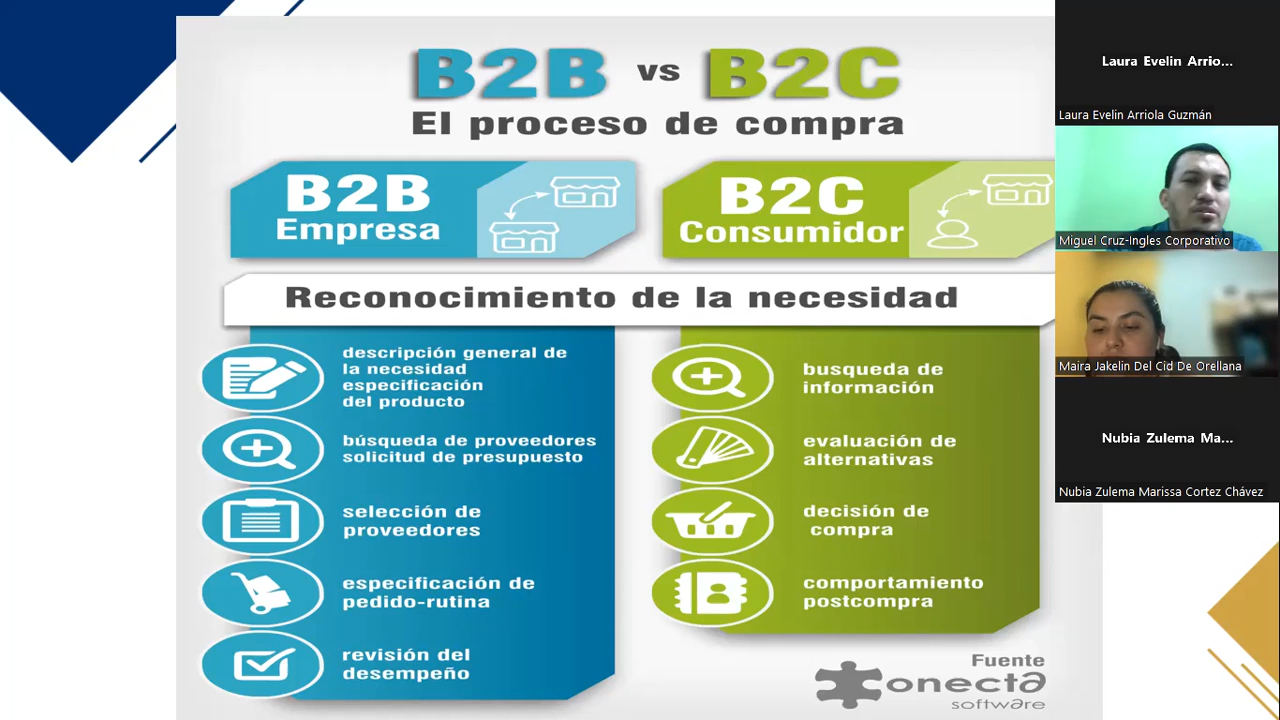 B2B vs B2C
El proceso de compra
B2B
Empresa
B2C
Consumidor
Reconocimiento de la necesidad
descripción general de
la necesidad
especificación
del producto
búsqueda de proveedores
solicitud de presupuesto
selección de
proveedores
especificación de
pedido-rutina
revisión del
desempeño
busqueda de
información
evaluación de
alternativas
decisión de
compra
comportamiento
postcompra
Fuente
onecta
software
Laura Evelin Arrio...
Laura Evelin Arriola Guzmán
Miguel Cruz-Ingles Corporativo
Maira Jakelin Del Cid De Orellana
Nubia Zulema Ma...
Nubia Zulema Marissa Cortez Chávez